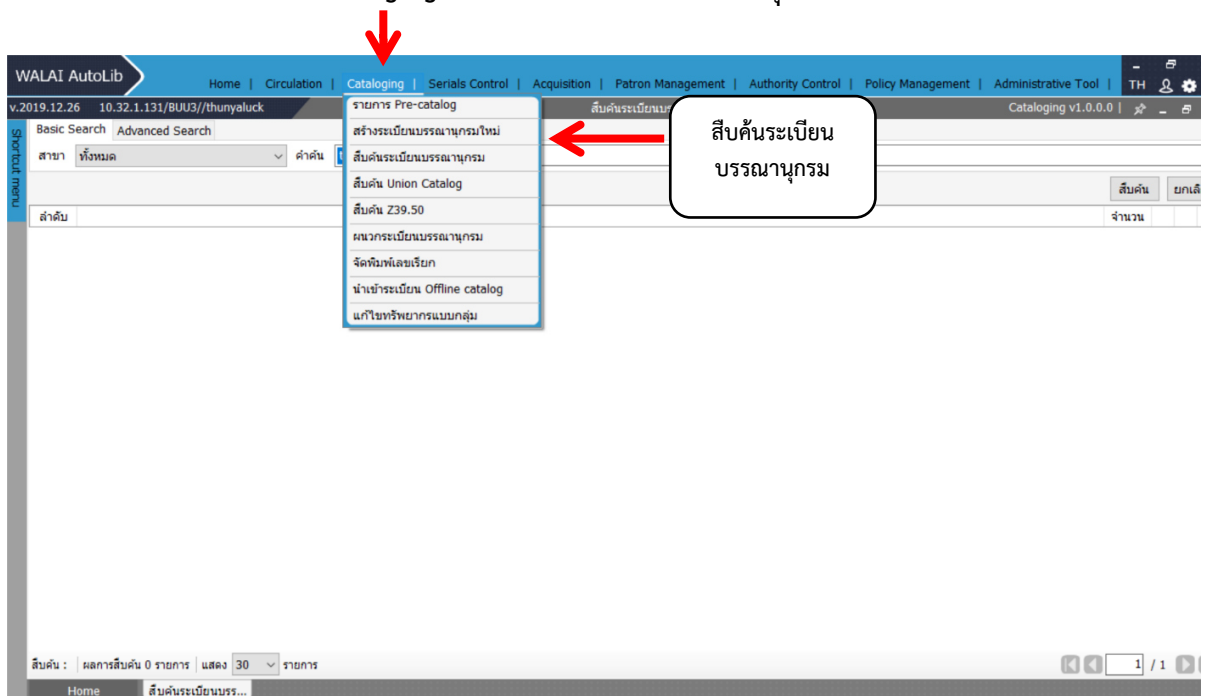 WALAI AutoLib
Home | Circulation | Cataloging | Serials Control | Acquisition | Patron Management | Authority Control | Policy Management | Administrative Tool | TH
v.2019.12.26 10.32.1.131/BUU3//thunyaluck
Cataloging v1.0.0.0 |
Shortcut menu
Basic Search Advanced Search
สาขา ทั้งหมด คำค้น
สืบค้น
ลำดับ จำนวน
รายการ Pre-catalog
สร้างระเบียนบรรณานุกรมใหม่
สืบค้นระเบียนบรรณานุกรม
สืบค้น Union Catalog
สืบค้น Z39.50
ผนวกระเบียนบรรณานุกรม
จัดพิมพ์เลขเรียก
นำเข้าระเบียน Offline catalog
แก้ไขทรัพยากรแบบกลุ่ม
สืบค้นระเบียน
บรรณานุกรม
สืบค้น : ผลการสืบค้น 0 รายการ แสดง 30 รายการ 1 / 1
Home สืบค้นระเบียนบรร...